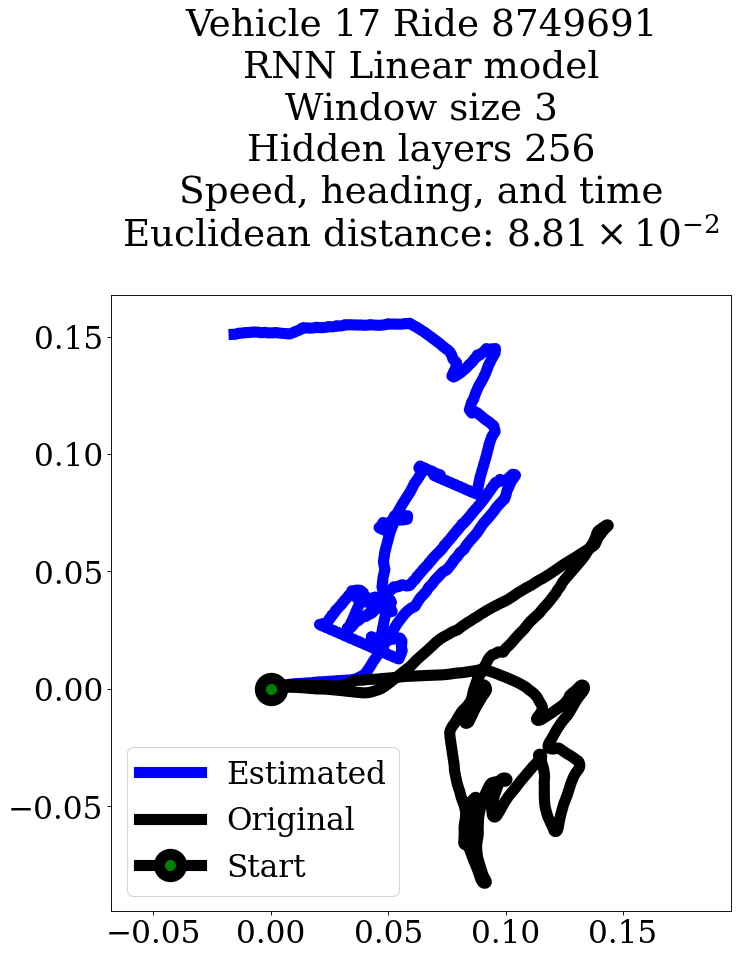 Vehicle 17 Ride 8749691
RNN Linear model
Window size 3
Hidden layers 256
Speed, heading, and time
Euclidean distance: 8.81 × 10⁻²
0.15
0.10
0.05
0.00
−0.05
Estimated
Original
Start
−0.05 0.00 0.05 0.10 0.15